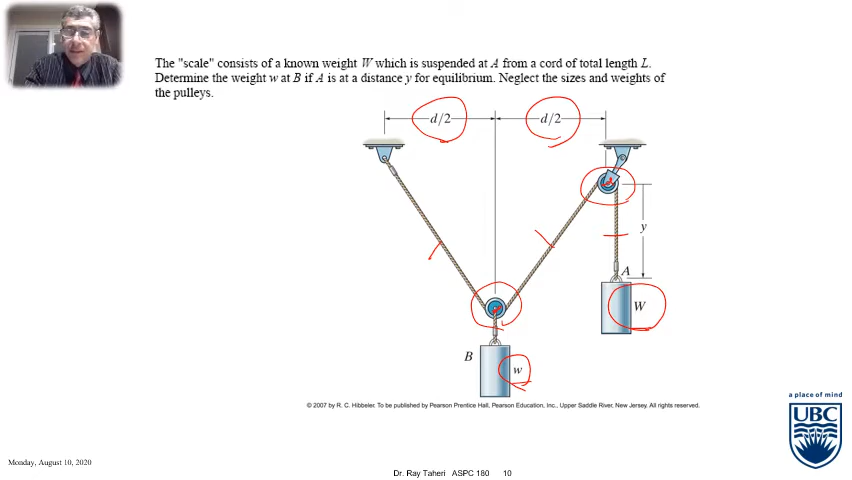 The "scale" consists of a known weight W which is suspended at A from a cord of total length L.
Determine the weight w at B if A is at a distance y for equilibrium. Neglect the sizes and weights of
the pulleys.
d/2
d/2
y
A
W
B
w
© 2007 by R. C. Hibbeler. To be published by Pearson Prentice Hall, Pearson Education, Inc., Upper Saddle River, New Jersey. All rights reserved.
a place of mind
UBC
Monday, August 10, 2020
Dr. Ray Taheri ASPC 180 10